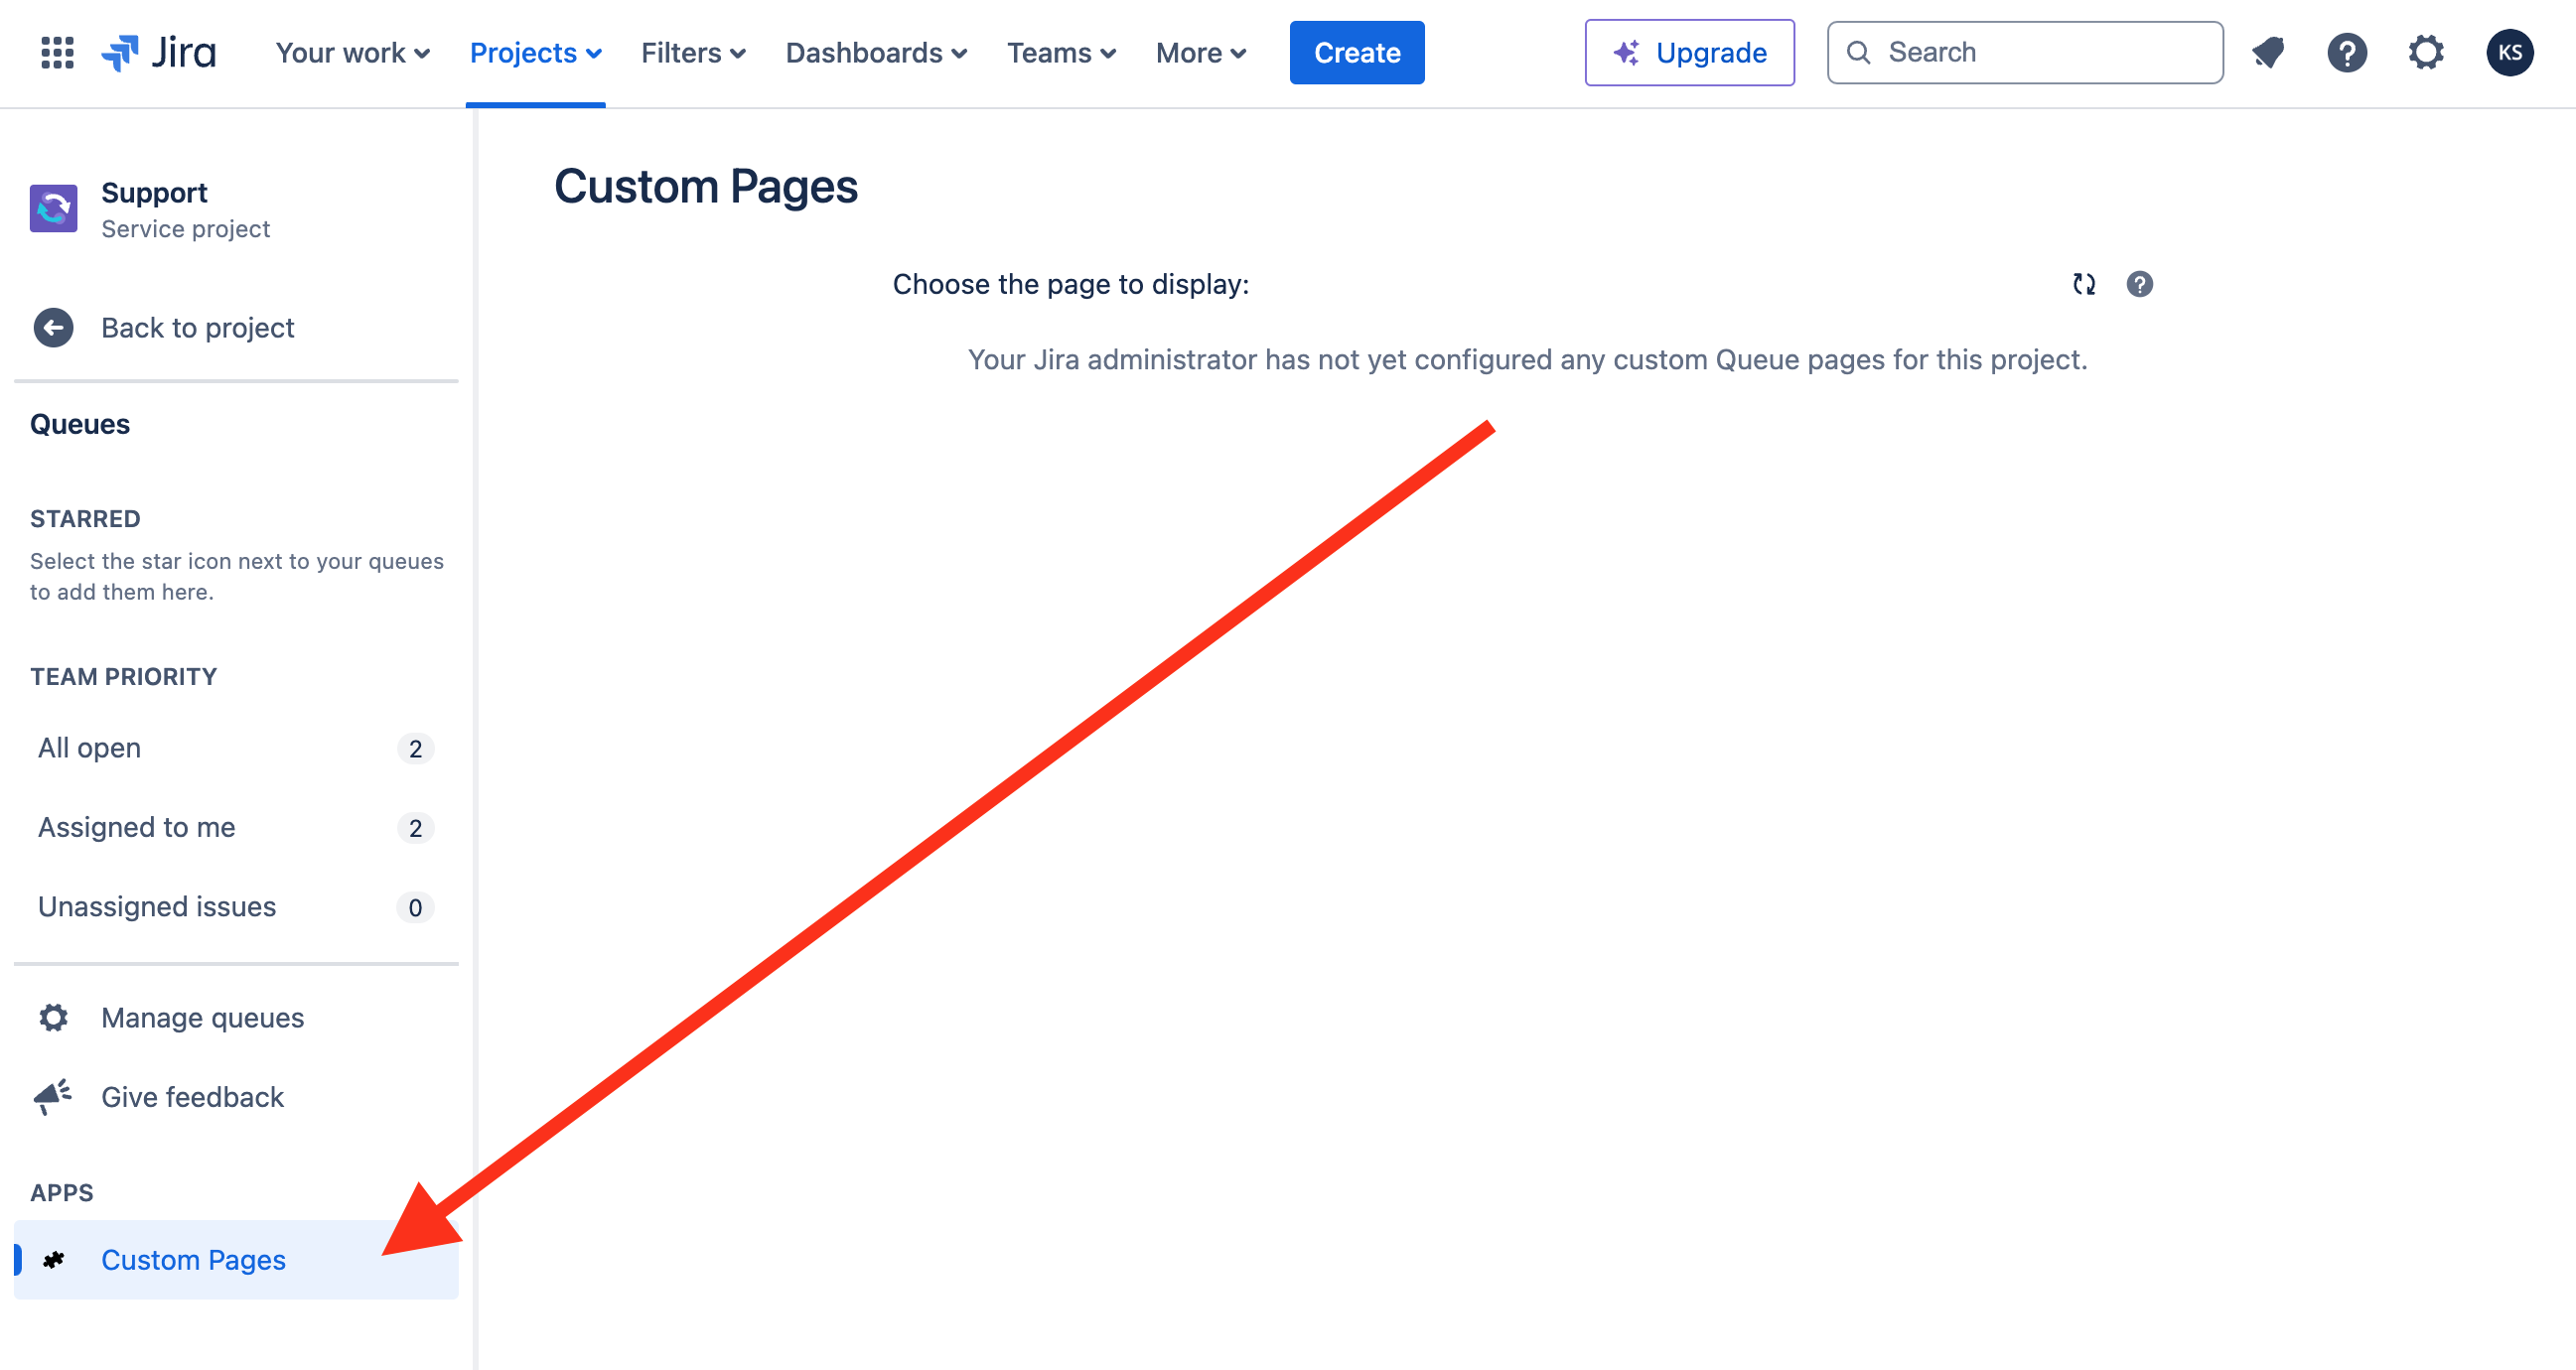 Jira
Your work
Projects
Filters
Dashboards
Teams
More
Create
Upgrade
Search
KS
Support
Service project
Back to project
Queues
STARRED
Select the star icon next to your queues
to add them here.
TEAM PRIORITY
All open 2
Assigned to me 2
Unassigned issues 0
Manage queues
Give feedback
APPS
Custom Pages
Custom Pages
Choose the page to display:
Your Jira administrator has not yet configured any custom Queue pages for this project.